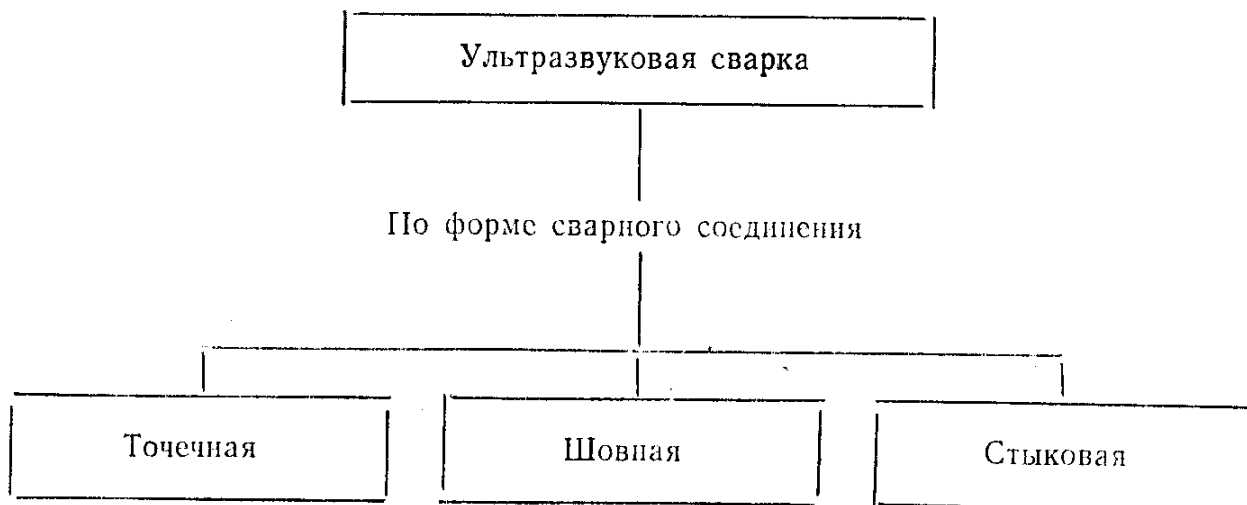 Ультразвуковая сварка
По форме сварного соединения
Точечная
Шовная
Стыковая